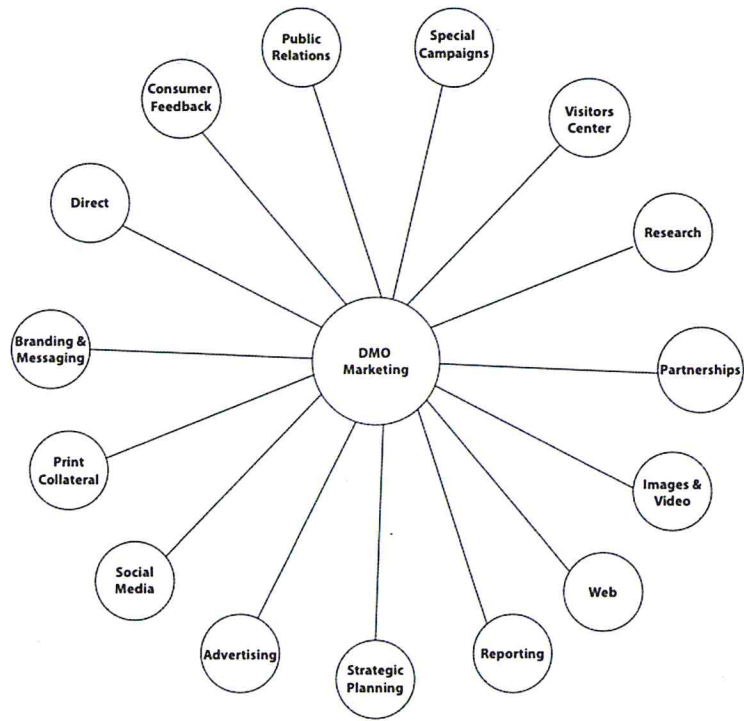 Public
Relations
Special
Campaigns
Consumer
Feedback
Visitors
Center
Direct
Research
Branding &
Messaging
DMO
Marketing
Partnerships
Print
Collateral
Images &
Video
Social
Media
Web
Advertising
Strategic
Planning
Reporting